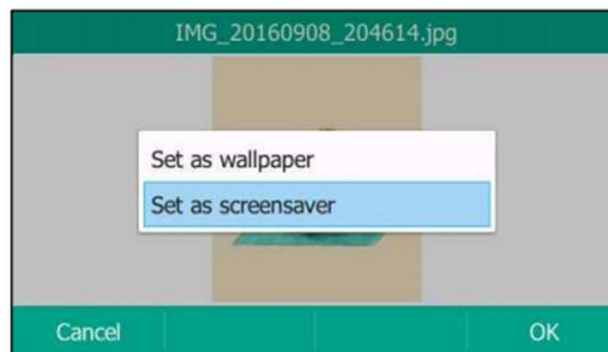 IMG_20160908_204614.jpg
Set as wallpaper
Set as screensaver
Cancel
OK